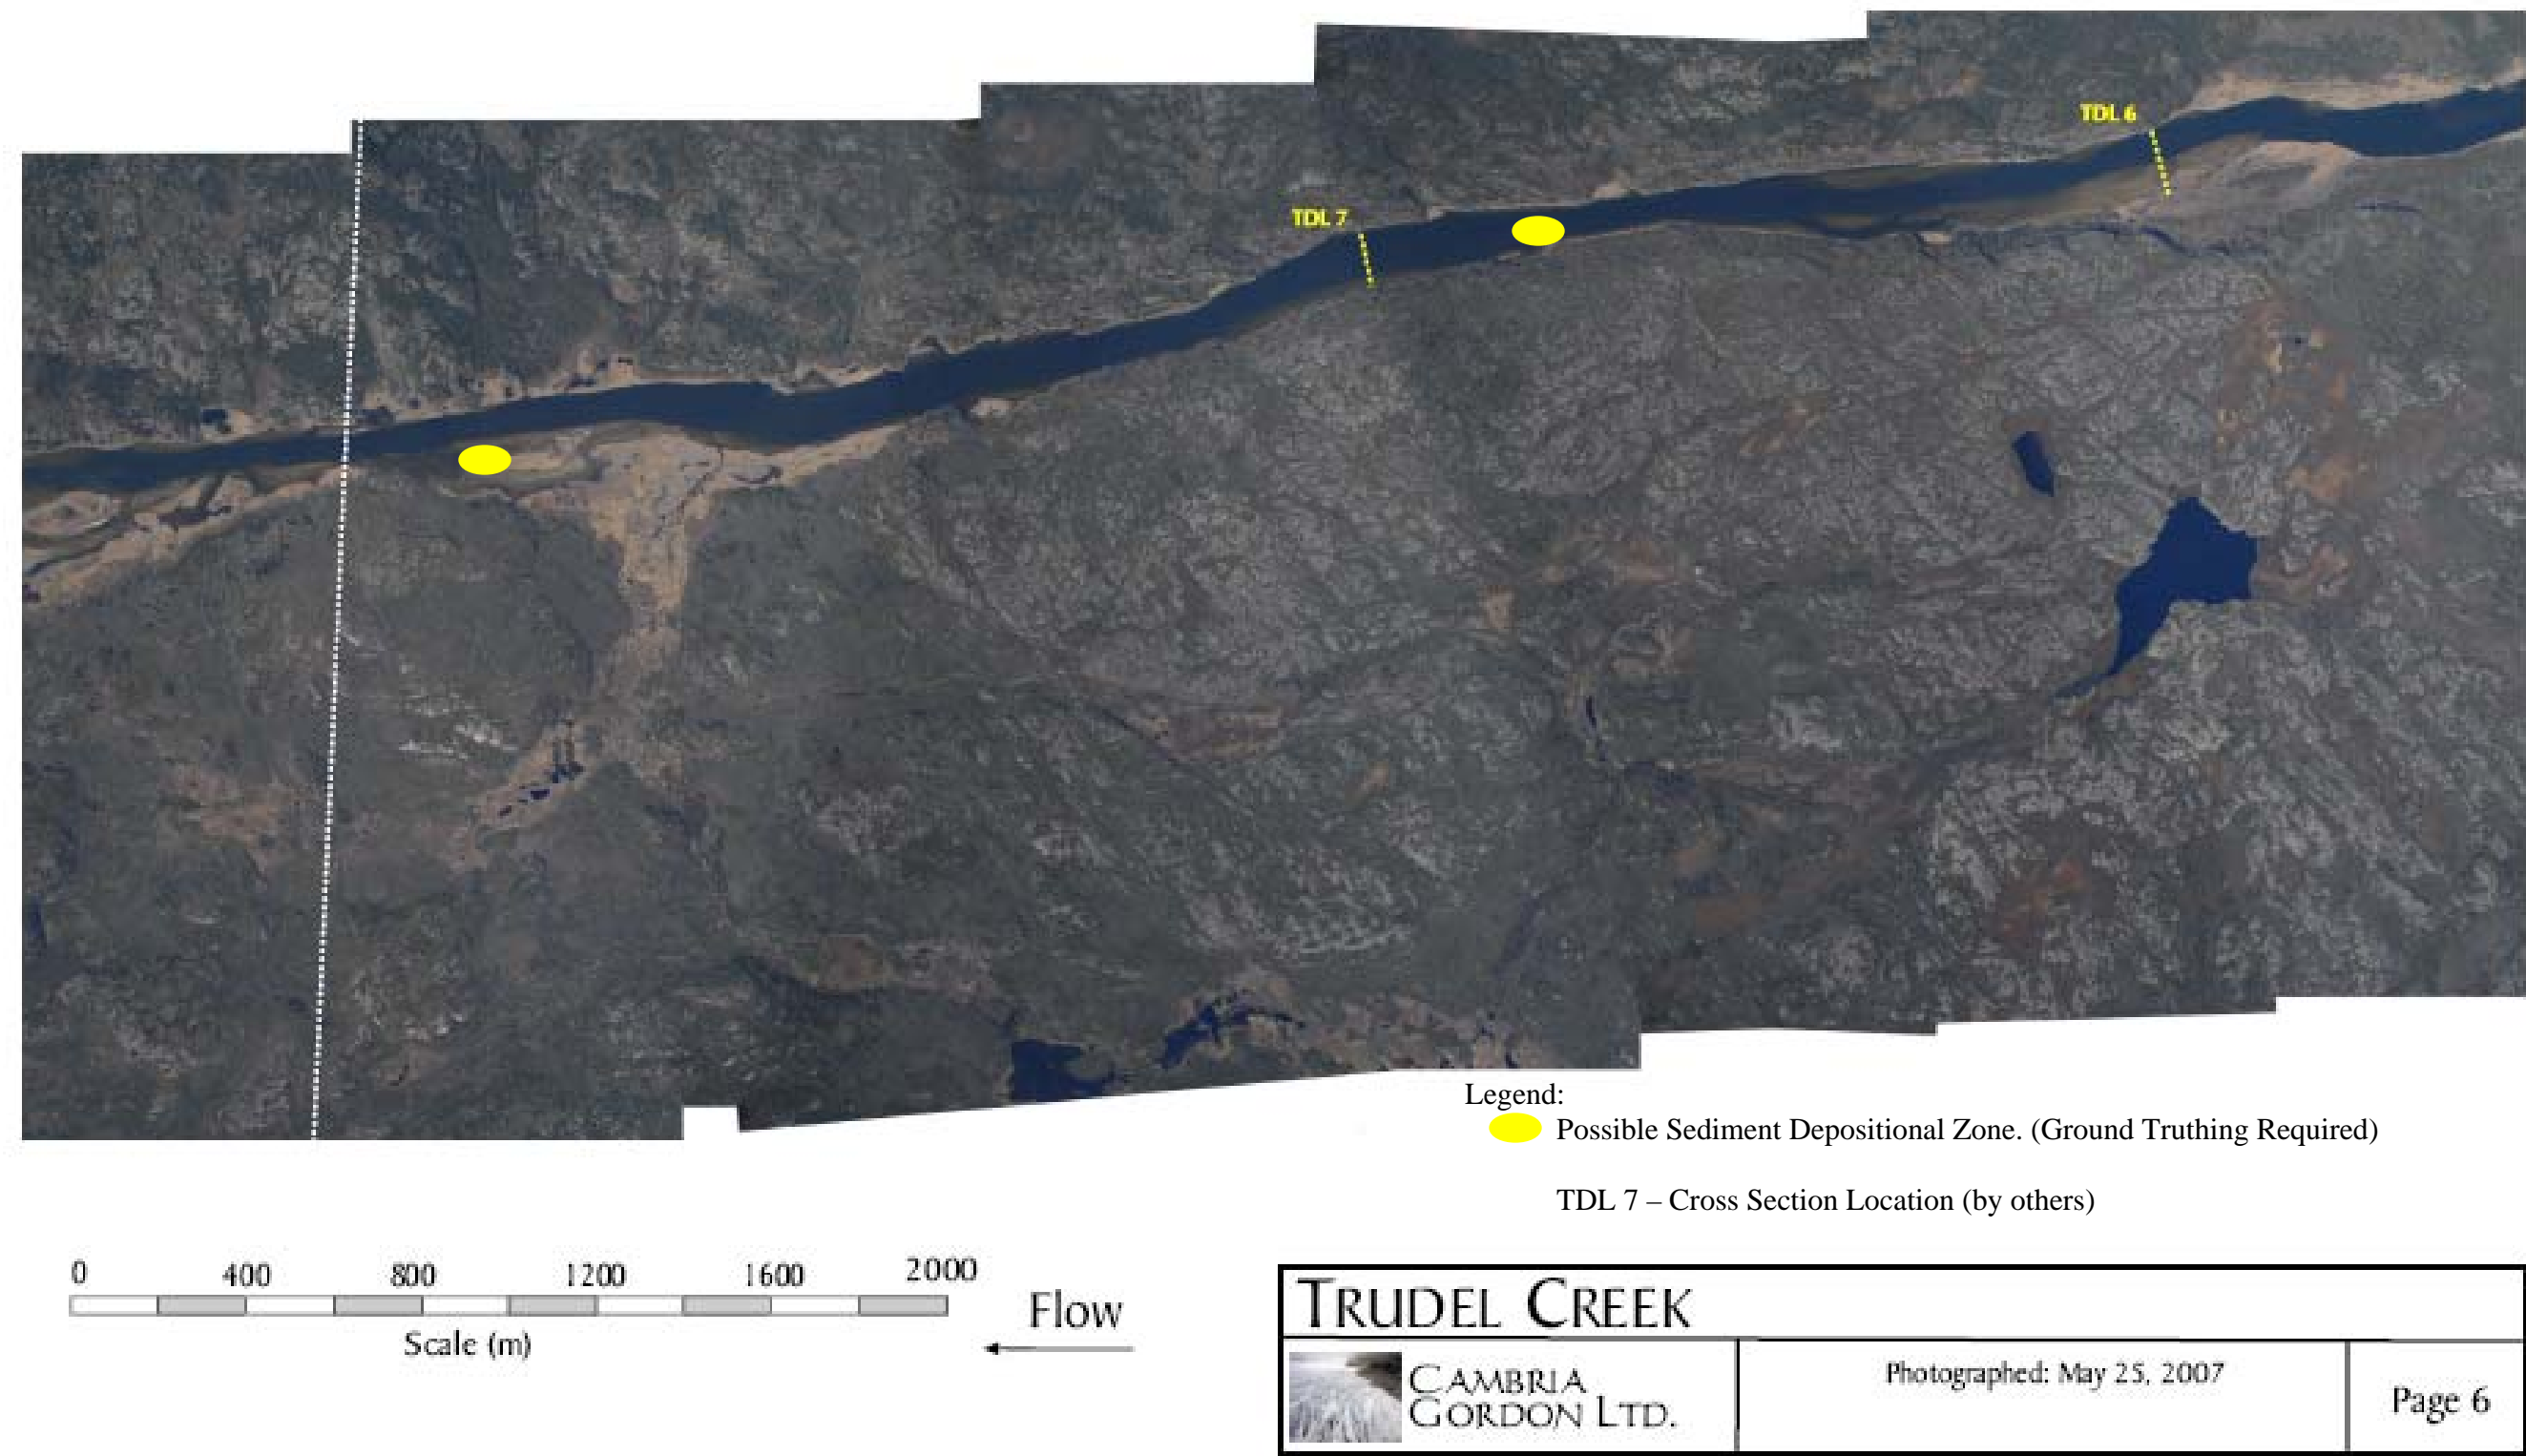 TDL 6
TDL 7
Legend:
Possible Sediment Depositional Zone. (Ground Truthing Required)
TDL 7 – Cross Section Location (by others)
0 400 800 1200 1600 2000
Scale (m)
Flow
TRUDEL CREEK
CAMBRIA
GORDON LTD.
Photographed: May 25, 2007
Page 6